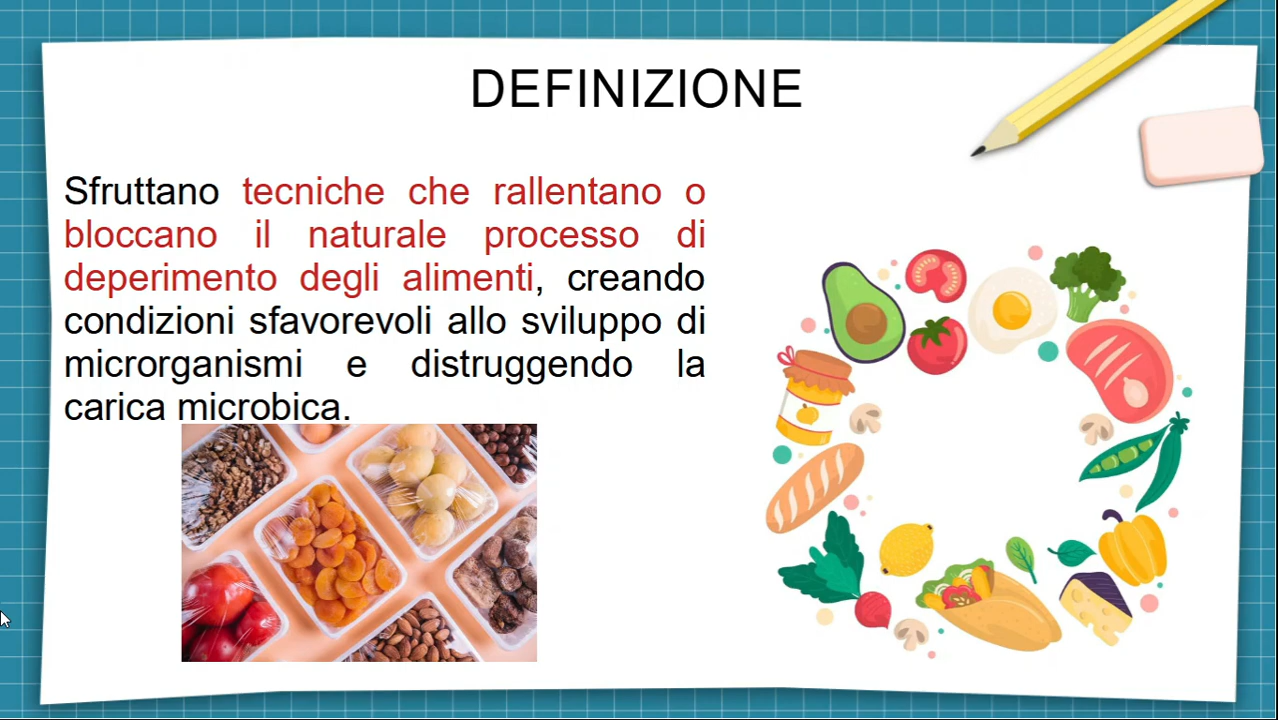 DEFINIZIONE
Sfruttano tecniche che rallentano o
bloccano il naturale processo di
deperimento degli alimenti, creando
condizioni sfavorevoli allo sviluppo di
microrganismi e distruggendo la
carica microbica.